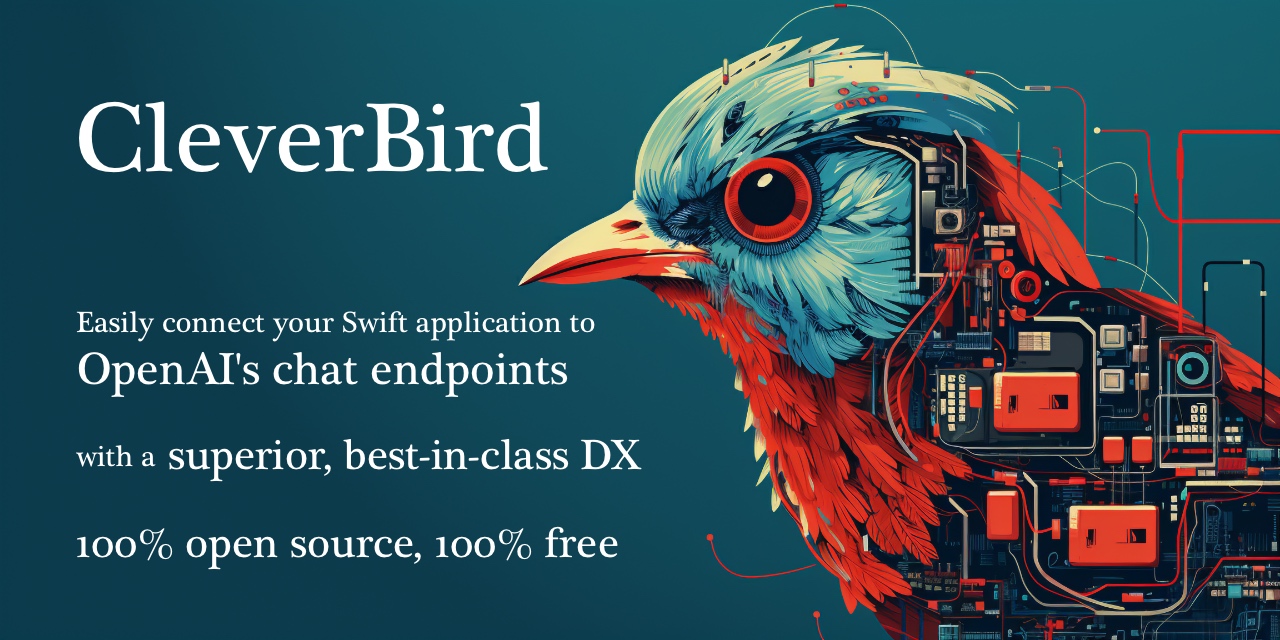 CleverBird
Easily connect your Swift application to
OpenAI's chat endpoints
with a superior, best-in-class DX
100% open source, 100% free